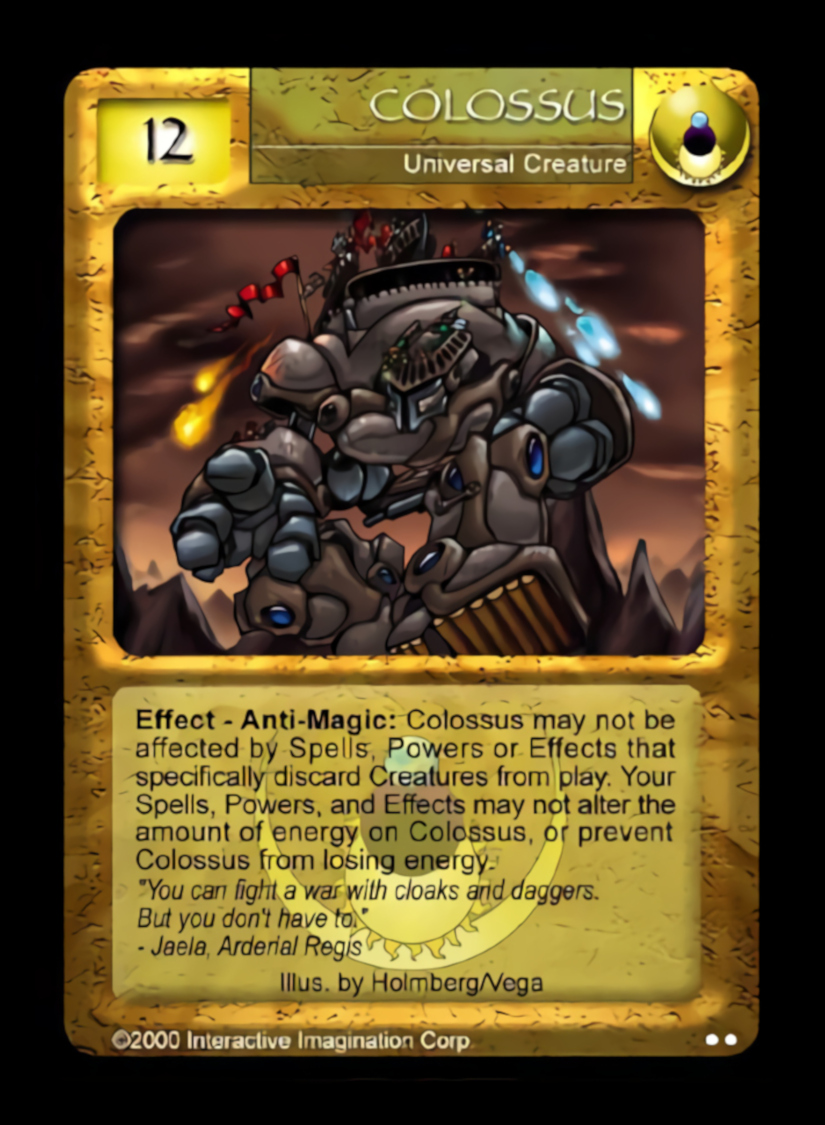 12
COLOSSUS
Universal Creature
Effect - Anti-Magic: Colossus may not be
affected by Spells, Powers or Effects that
specifically discard Creatures from play. Your
Spells, Powers, and Effects may not alter the
amount of energy on Colossus, or prevent
Colossus from losing energy.
"You can fight a war with cloaks and daggers.
But you don't have to."
- Jaela, Arderial Regis
Illus. by Holmberg/Vega
©2000 Interactive Imagination Corp